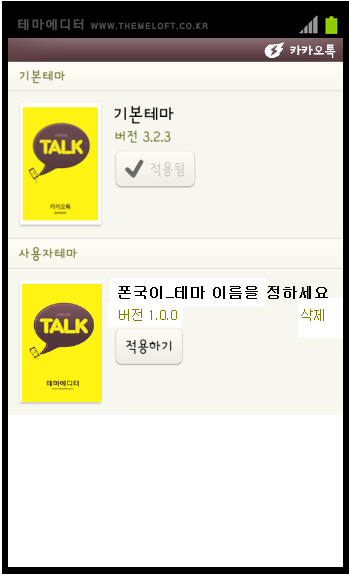 테마에디터 WWW.THEMELOFT.CO.KR
카카오톡
기본테마
기본테마
버전 3.2.3
적용됨
TALK
카카오톡
사용자테마
폰국이_테마 이름을 정하세요
버전 1.0.0
삭제
적용하기
TALK
테마에디터